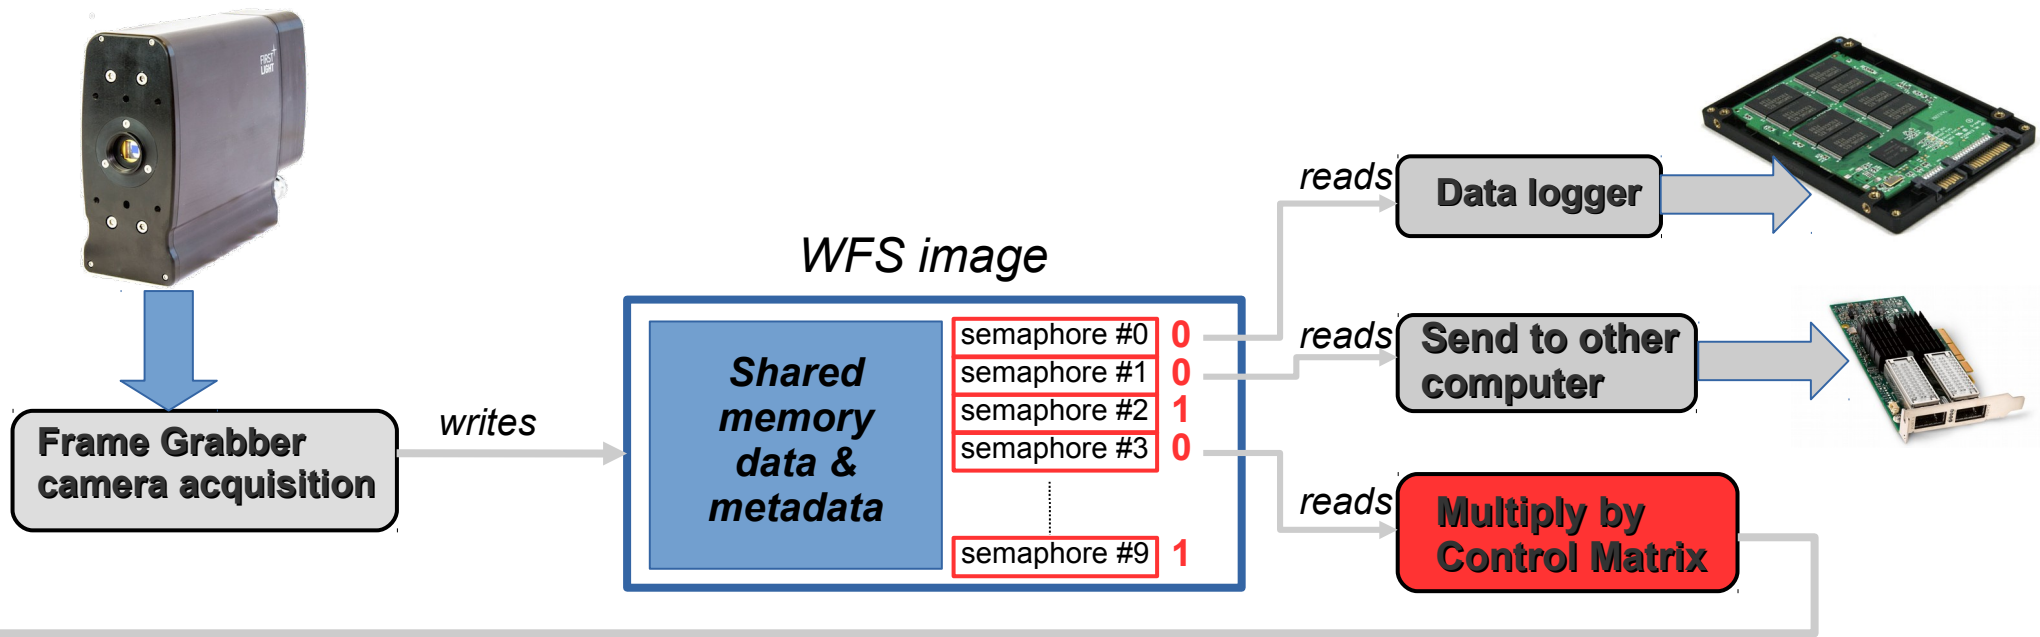 FIRST
LIGHT
WFS image
reads
Data logger
semaphore #0 0
semaphore #1 0
semaphore #2 1
semaphore #3 0
semaphore #9 1
Shared
memory
data &
metadata
reads
Send to other
computer
Frame Grabber
camera acquisition
writes
reads
Multiply by
Control Matrix